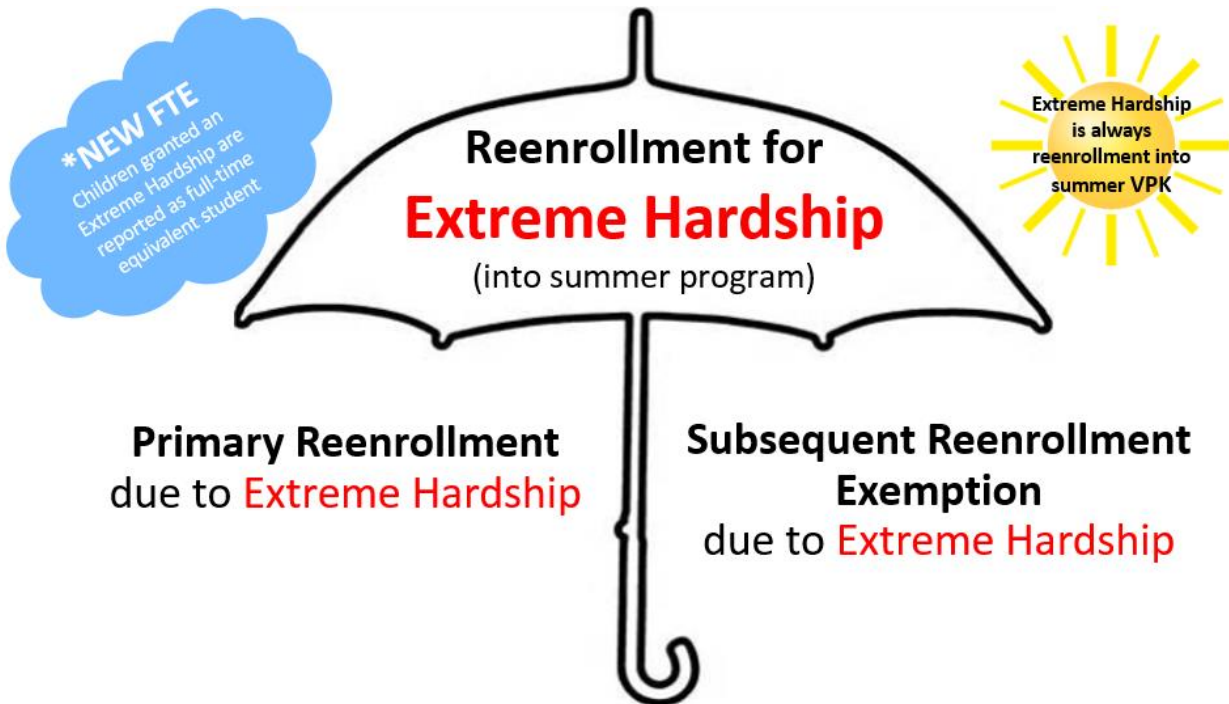 *NEW FTE
Children granted an
Extreme Hardship are
reported as full-time
equivalent student
Reenrollment for
Extreme Hardship
(into summer program)
Extreme Hardship
is always
reenrollment into
summer VPK
Primary Reenrollment
due to Extreme Hardship
Subsequent Reenrollment
Exemption
due to Extreme Hardship